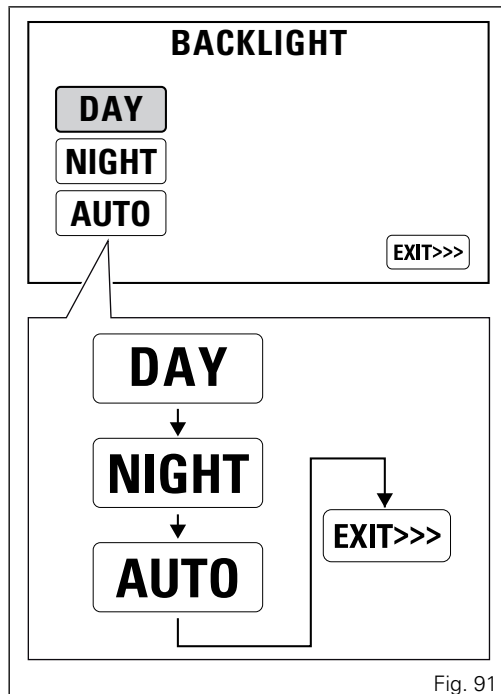 BACKLIGHT
DAY
NIGHT
AUTO
EXIT>>>
DAY
NIGHT
AUTO
EXIT>>>
Fig. 91